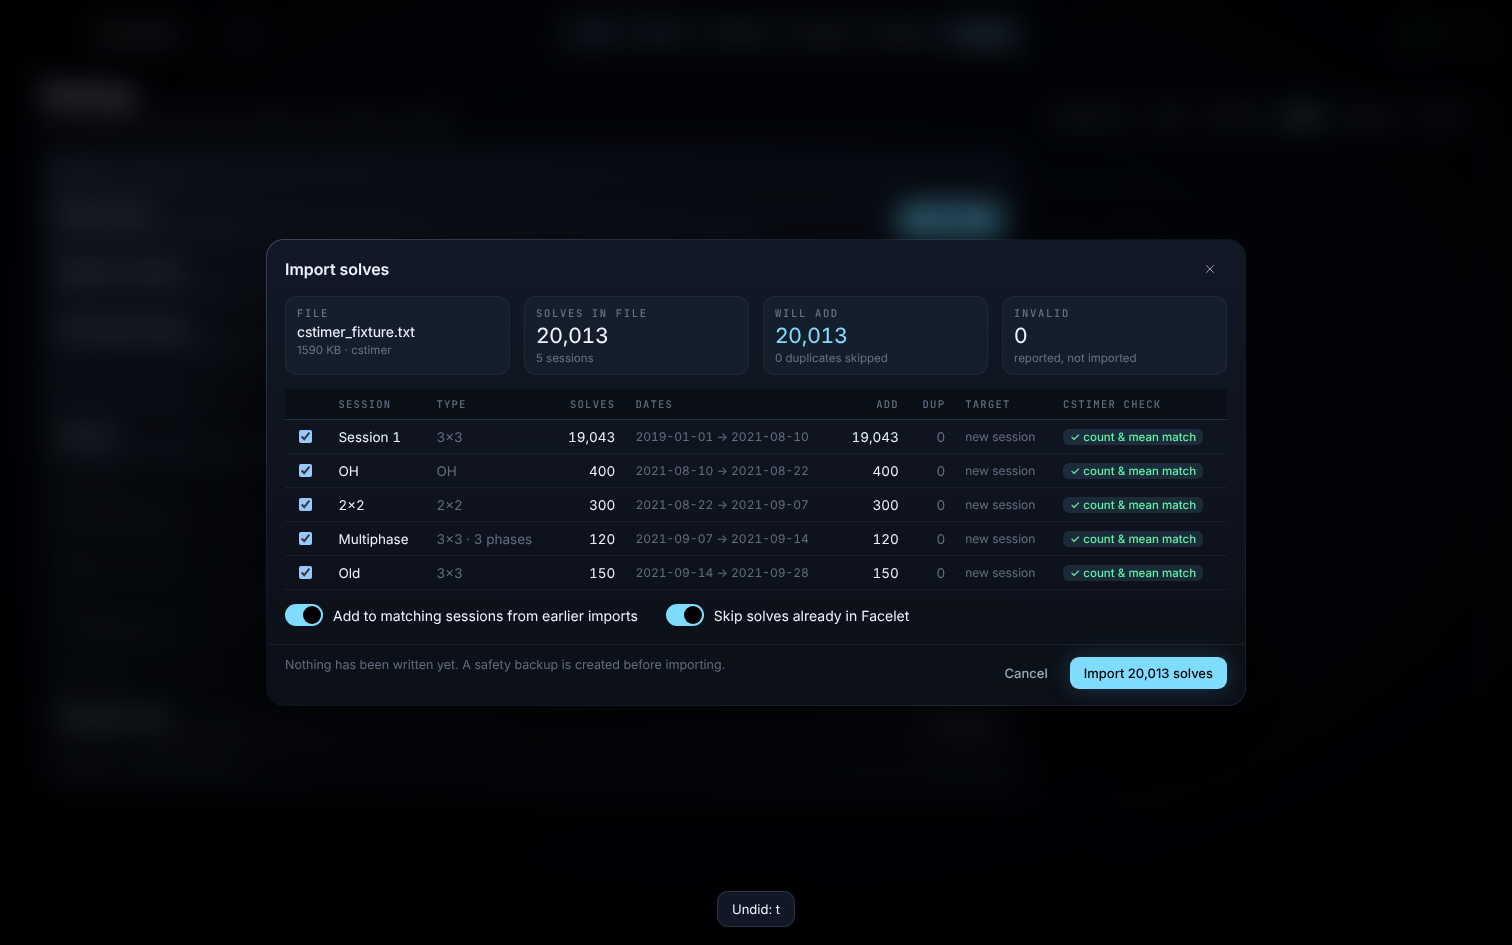 Import solves
FILE
cstimer_fixture.txt
1590 KB · cstimer
SOLVES IN FILE
20,013
5 sessions
WILL ADD
20,013
0 duplicates skipped
INVALID
0
reported, not imported
SESSION TYPE SOLVES DATES ADD DUP TARGET CSTIMER CHECK
Session 1 3×3 19,043 2019-01-01 → 2021-08-10 19,043 0 new session ✓ count & mean match
OH OH 400 2021-08-10 → 2021-08-22 400 0 new session ✓ count & mean match
2×2 2×2 300 2021-08-22 → 2021-09-07 300 0 new session ✓ count & mean match
Multiphase 3×3 · 3 phases 120 2021-09-07 → 2021-09-14 120 0 new session ✓ count & mean match
Old 3×3 150 2021-09-14 → 2021-09-28 150 0 new session ✓ count & mean match
Add to matching sessions from earlier imports Skip solves already in Facelet
Nothing has been written yet. A safety backup is created before importing.
Cancel Import 20,013 solves
Undid: t